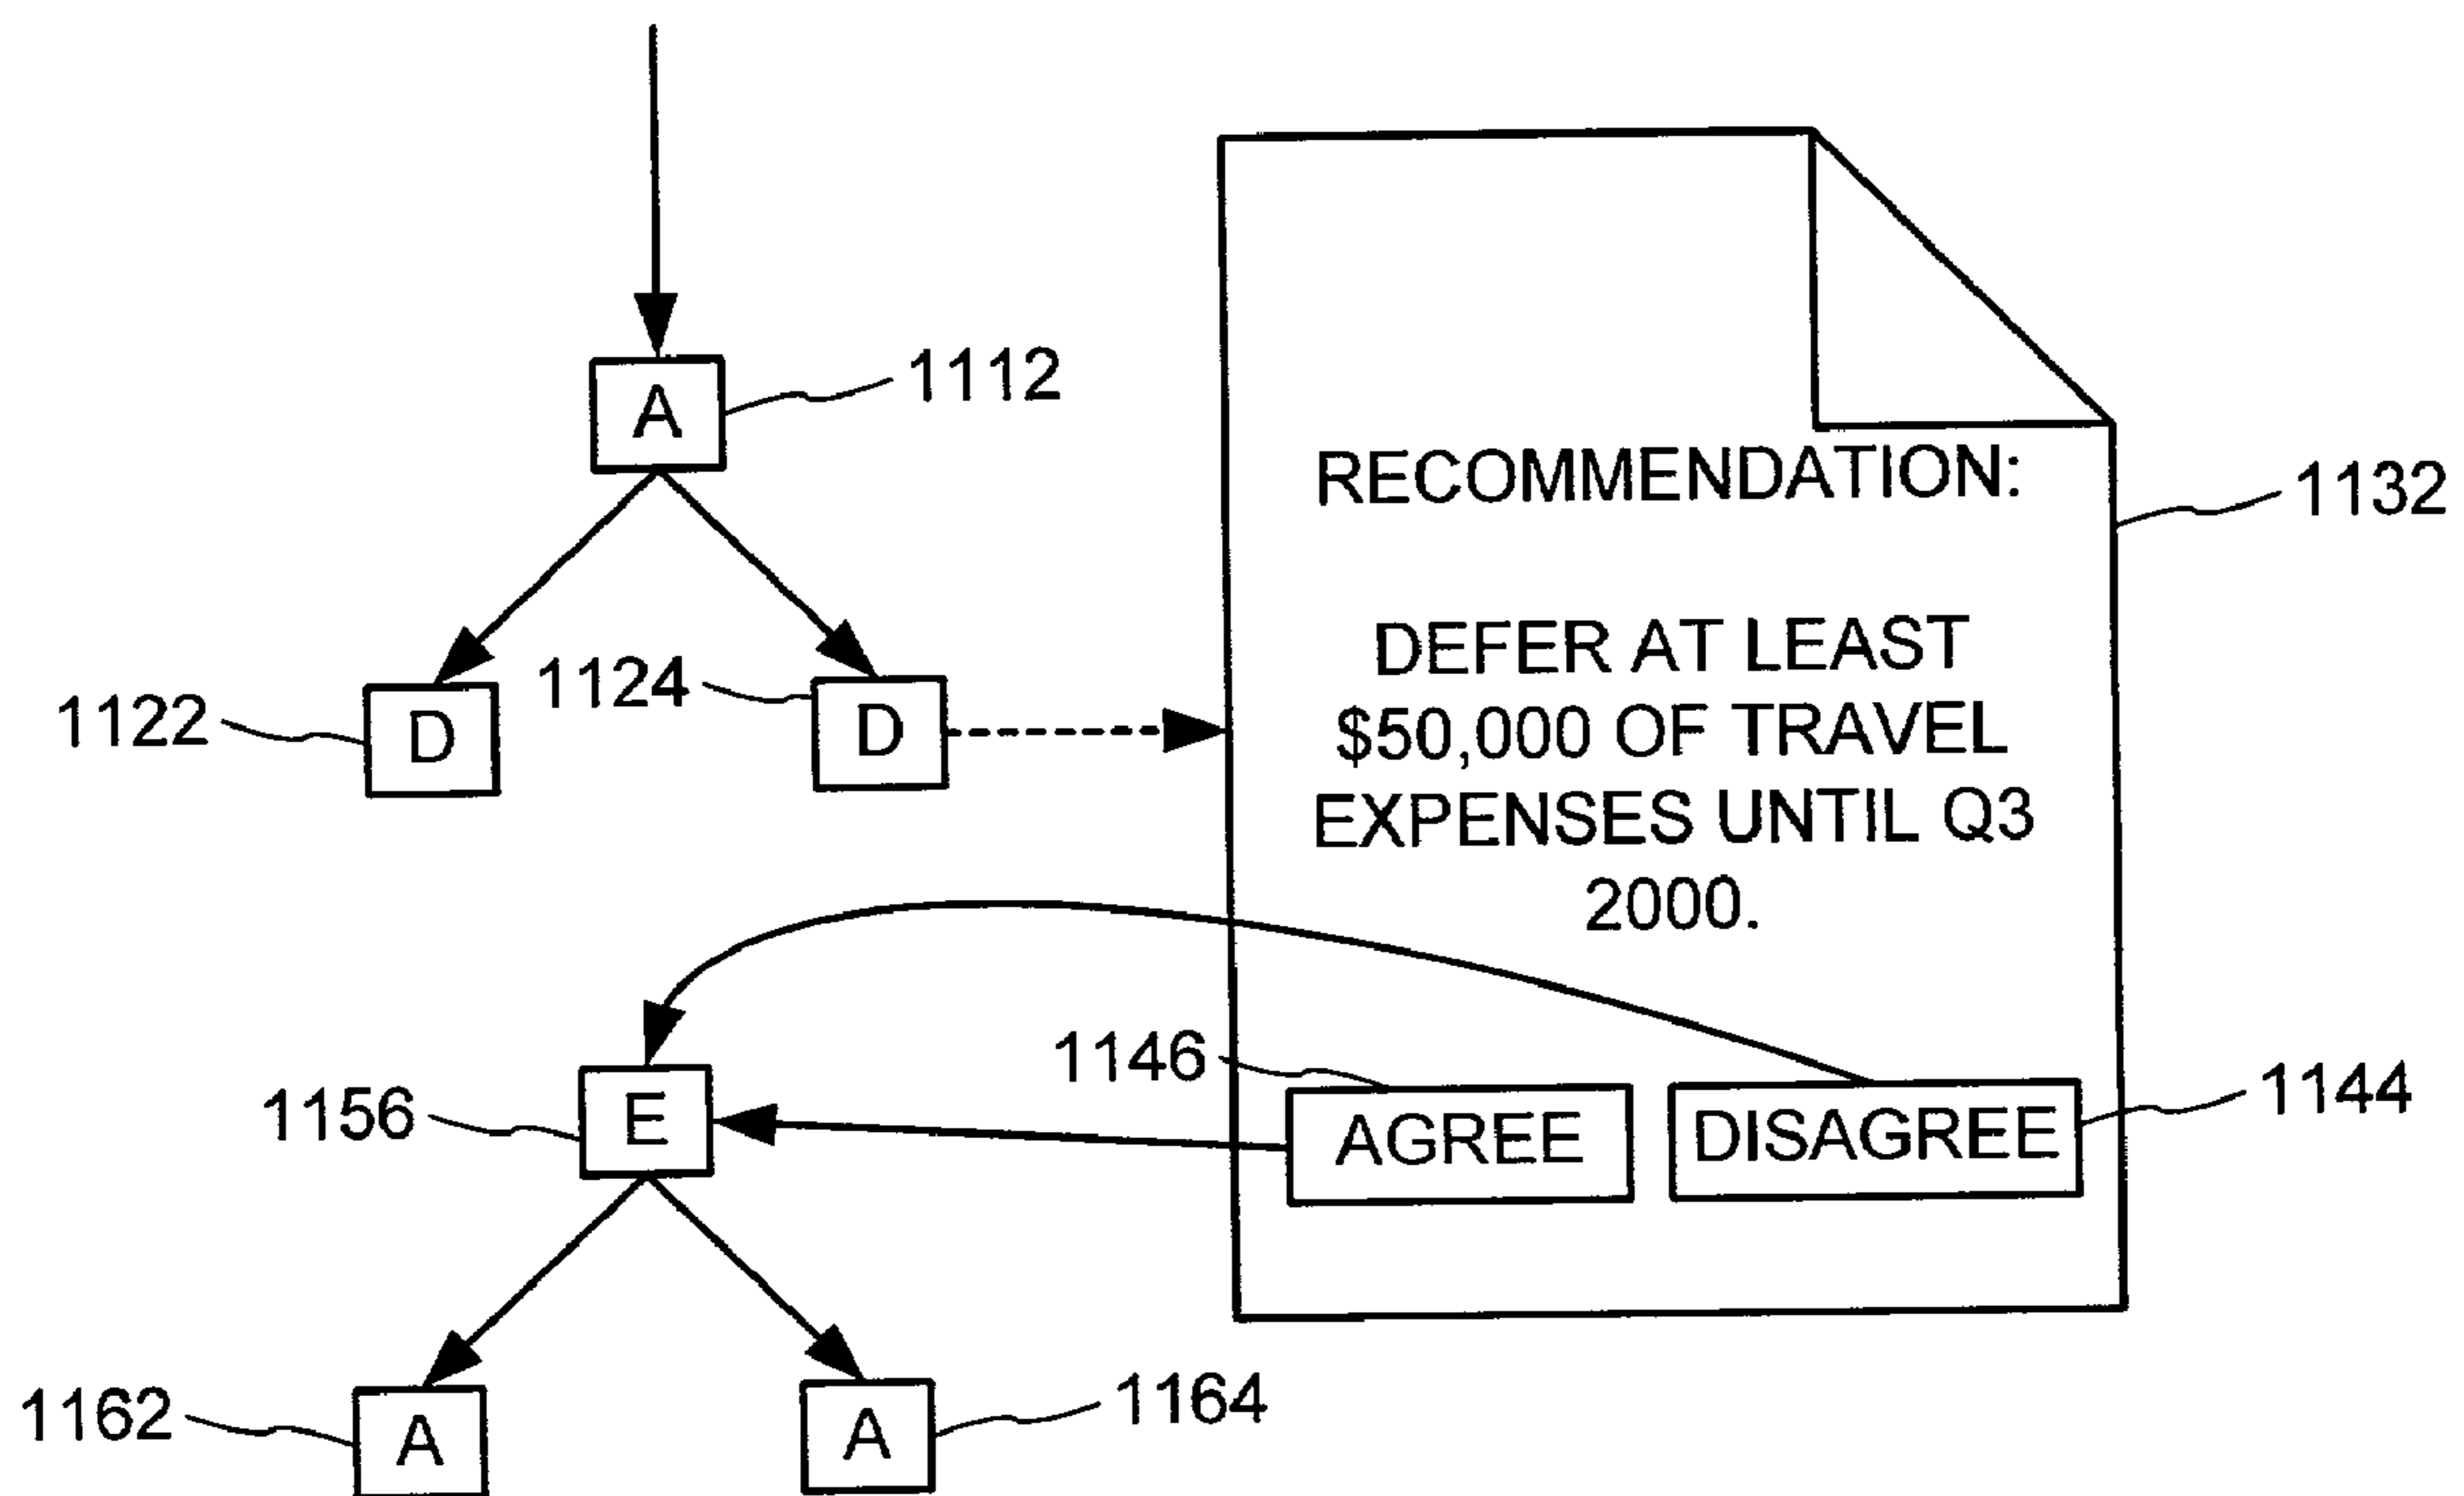 A
1112
RECOMMENDATION:
1132
DEFER AT LEAST
$50,000 OF TRAVEL
EXPENSES UNTIL Q3
2000.
1122
D
1124
D
1146
AGREE
DISAGREE
1144
1156
E
1162
A
A
1164